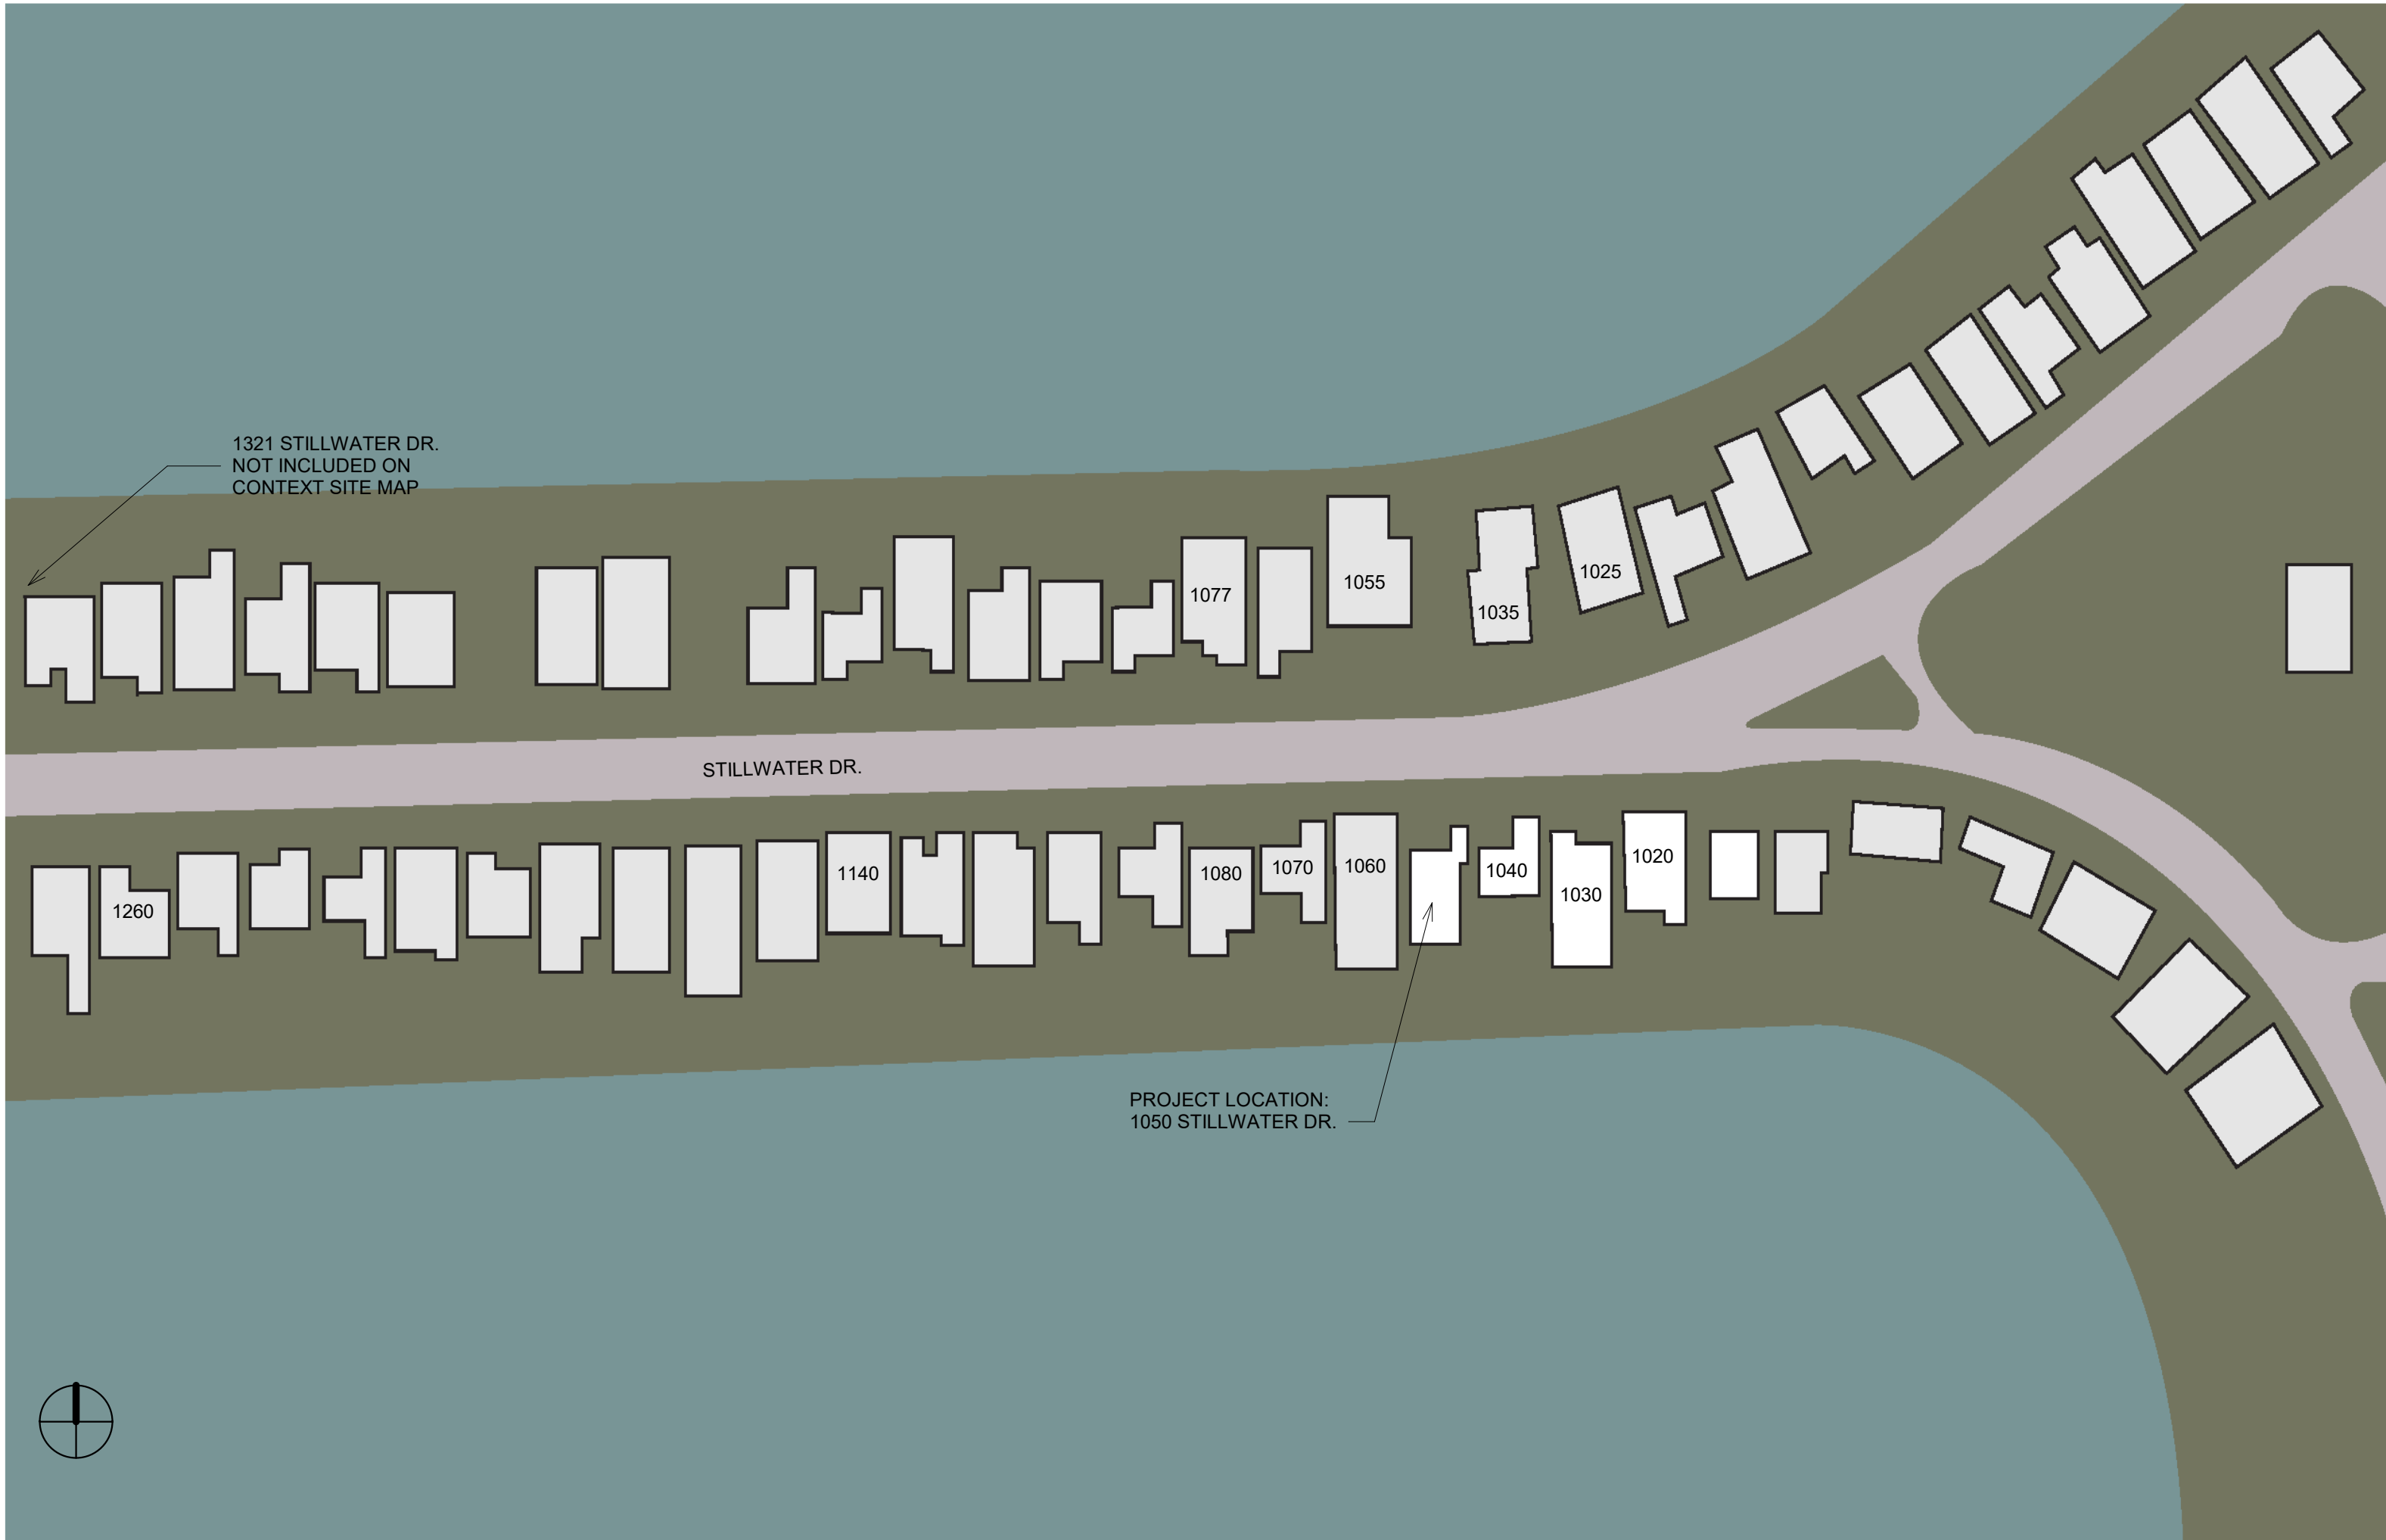 1321 STILLWATER DR.
NOT INCLUDED ON
CONTEXT SITE MAP
1077
1055
1035
1025
STILLWATER DR.
1260
1140
1080
1070
1060
1040
1030
1020
PROJECT LOCATION:
1050 STILLWATER DR.